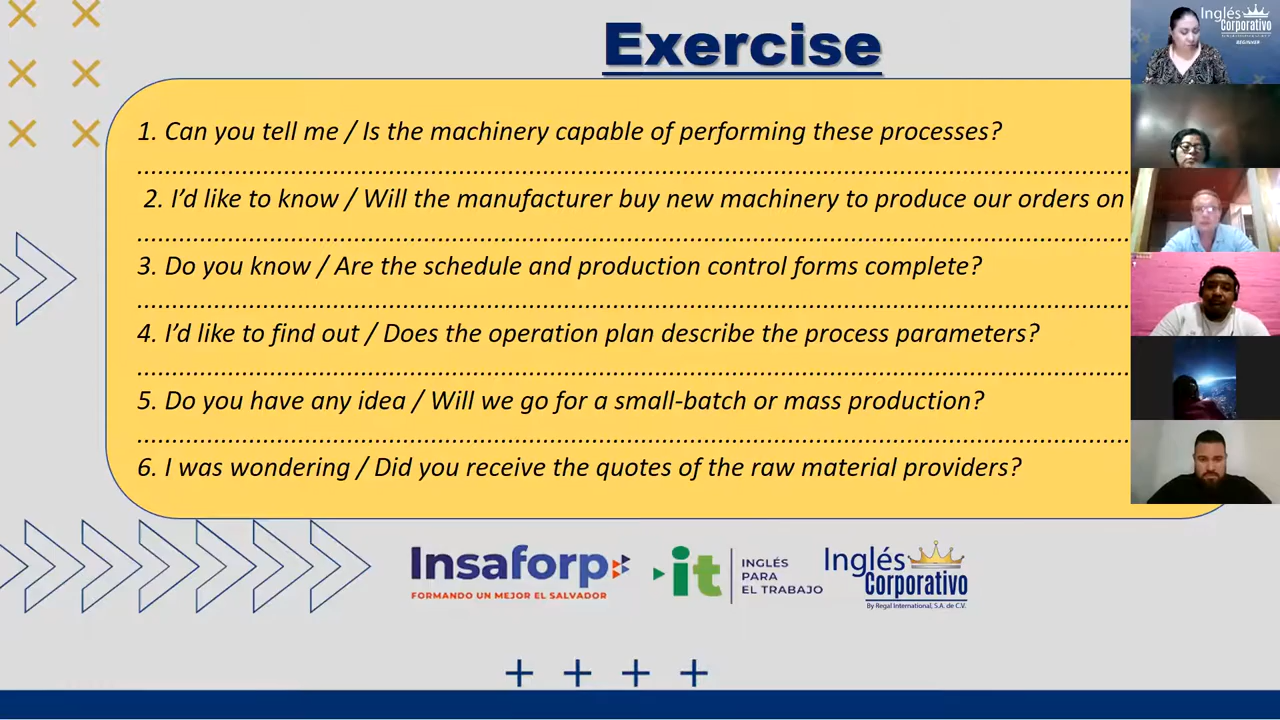 Exercise
1. Can you tell me / Is the machinery capable of performing these processes?
................................................................................................................
2. I’d like to know / Will the manufacturer buy new machinery to produce our orders on
................................................................................................................
3. Do you know / Are the schedule and production control forms complete?
................................................................................................................
4. I’d like to find out / Does the operation plan describe the process parameters?
................................................................................................................
5. Do you have any idea / Will we go for a small-batch or mass production?
................................................................................................................
6. I was wondering / Did you receive the quotes of the raw material providers?
Insaforp
FORMANDO UN MEJOR EL SALVADOR
it
INGLÉS
PARA
EL TRABAJO
Inglés
Corporativo
By Regal International, S.A. de C.V.
Inglés
Corporativo
BEGINNER